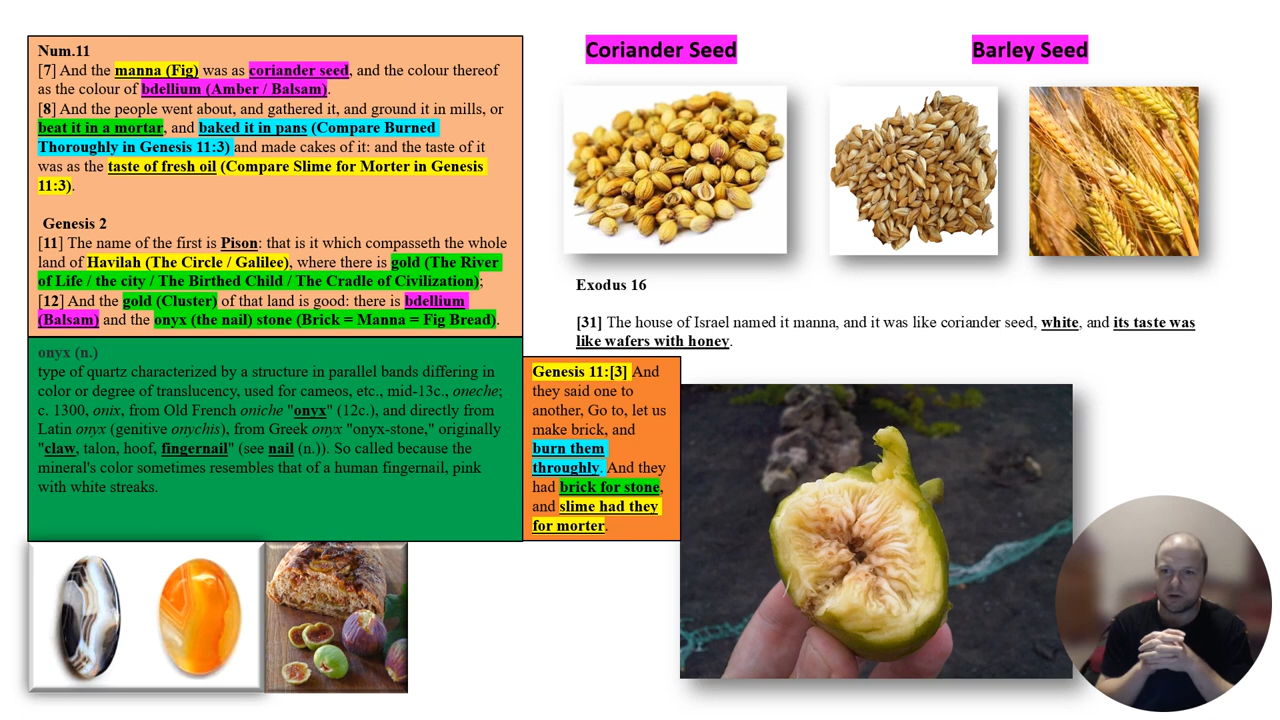 Num.11
[7] And the manna (Fig) was as coriander seed, and the colour thereof
as the colour of bdellium (Amber / Balsam).
[8] And the people went about, and gathered it, and ground it in mills, or
beat it in a mortar, and baked it in pans (Compare Burned
Thoroughly in Genesis 11:3) and made cakes of it: and the taste of it
was as the taste of fresh oil (Compare Slime for Morter in Genesis
11:3).
Genesis 2
[11] The name of the first is Pison: that is it which compasseth the whole
land of Havilah (The Circle / Galilee), where there is gold (The River
of Life / the city / The Birthed Child / The Cradle of Civilization);
[12] And the gold (Cluster) of that land is good: there is bdellium
(Balsam) and the onyx (the nail) stone (Brick = Manna = Fig Bread).
onyx (n.)
type of quartz characterized by a structure in parallel bands differing in
color or degree of translucency, used for cameos, etc., mid-13c., oneche;
c. 1300, onix, from Old French oniche "onyx" (12c.), and directly from
Latin onyx (genitive onychis), from Greek onyx "onyx-stone," originally
"claw, talon, hoof, fingernail" (see nail (n.)). So called because the
mineral's color sometimes resembles that of a human fingernail, pink
with white streaks.
Coriander Seed
Barley Seed
Exodus 16
[31] The house of Israel named it manna, and it was like coriander seed, white, and its taste was
like wafers with honey.
Genesis 11:[3] And
they said one to
another, Go to, let us
make brick, and
burn them
throughly. And they
had brick for stone,
and slime had they
for morter.